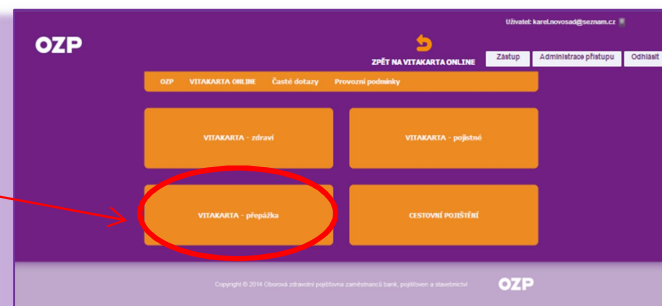 Uživatel: karel.novosad@seznam.cz
OZP
ZPĚT NA VITAKARTA ONLINE
Zástup Administrace přístupu Odhlásit
OZP VITAKARTA ONLINE Časté dotazy Provozní podmínky
VITAKARTA - zdraví VITAKARTA - pojistné
VITAKARTA - přepážka CESTOVNÍ POJIŠTĚNÍ
Copyright © 2014 Oborová zdravotní pojišťovna zaměstnanců bank, pojišťoven a stavebnictví OZP